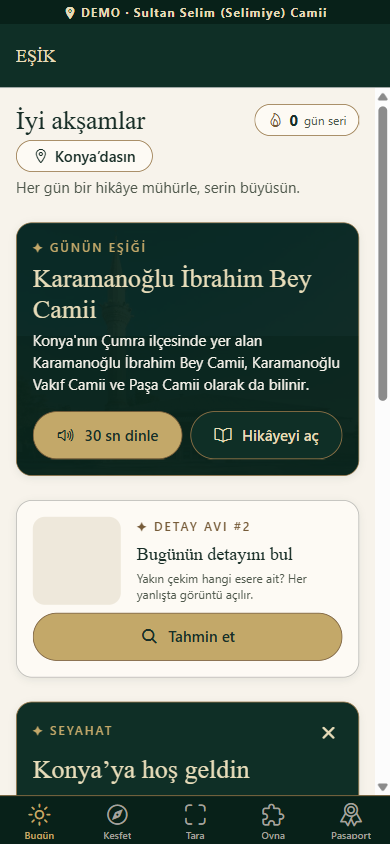 DEMO · Sultan Selim (Selimiye) Camii
EŞİK
İyi akşamlar
0 gün seri
Konya’dasın
Her gün bir hikâye mühürle, serin büyüsün.
GÜNÜN EŞİĞİ
Karamanoğlu İbrahim Bey
Camii
Konya'nın Çumra ilçesinde yer alan
Karamanoğlu İbrahim Bey Camii, Karamanoğlu
Vakıf Camii ve Paşa Camii olarak da bilinir.
30 sn dinle
Hikâyeyi aç
DETAY AVI #2
Bugünün detayını bul
Yakın çekim hangi esere ait? Her
yanlışta görüntü açılır.
Tahmin et
SEYAHAT
Konya’ya hoş geldin
Bugün
Keşfet
Tara
Oyna
Pasaport